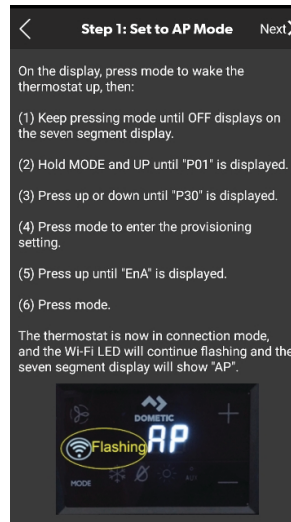 Step 1: Set to AP Mode Next
On the display, press mode to wake the
thermostat up, then:
(1) Keep pressing mode until OFF displays on
the seven segment display.
(2) Hold MODE and UP until "P01" is displayed.
(3) Press up or down until "P30" is displayed.
(4) Press mode to enter the provisioning
setting.
(5) Press up until "EnA" is displayed.
(6) Press mode.
The thermostat is now in connection mode,
and the Wi-Fi LED will continue flashing and the
seven segment display will show "AP".
DOMETIC
Flashing AP
MODE